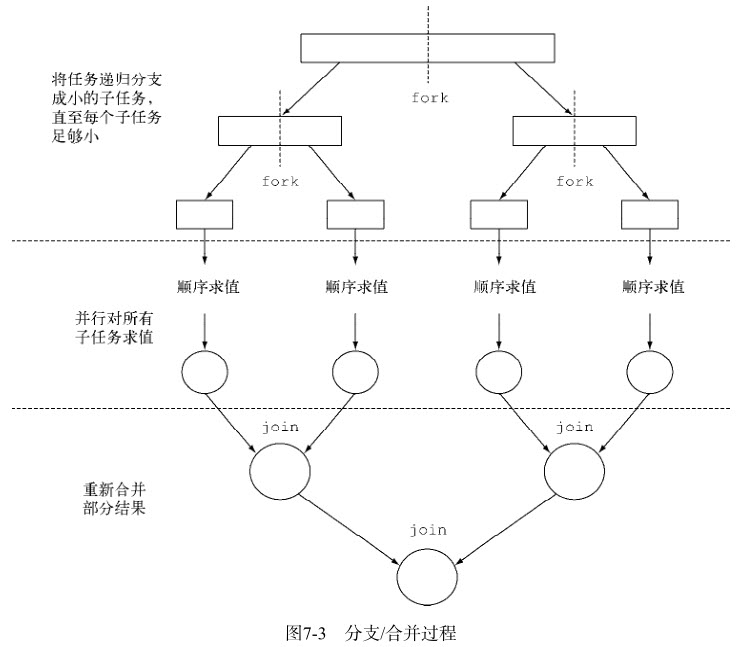 将任务递归分支
成小的子任务，
直至每个子任务
足够小
fork
fork
fork
顺序求值
顺序求值
顺序求值
顺序求值
并行对所有
子任务求值
join
join
重新合并
部分结果
join
图7-3 分支/合并过程